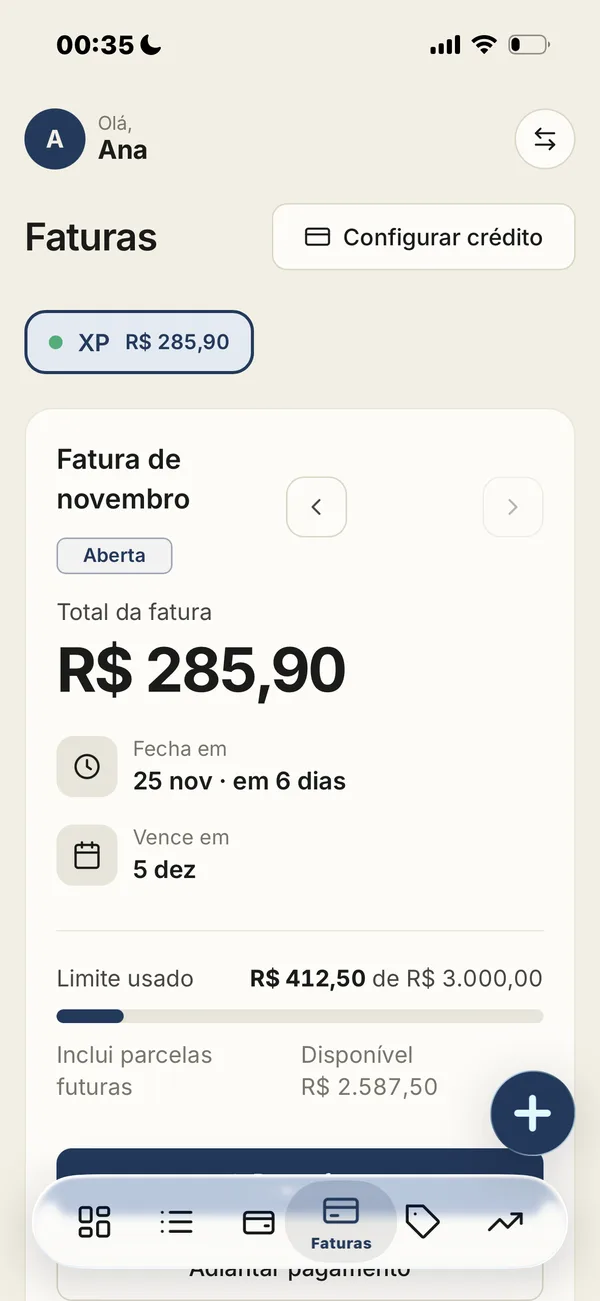 00:35
A
Olá,
Ana
Faturas
Configurar crédito
XP R$ 285,90
Fatura de
novembro
Aberta
Total da fatura
R$ 285,90
Fecha em
25 nov · em 6 dias
Vence em
5 dez
Limite usado R$ 412,50 de R$ 3.000,00
Inclui parcelas
futuras
Disponível
R$ 2.587,50
Faturas
Adiantar pagamento